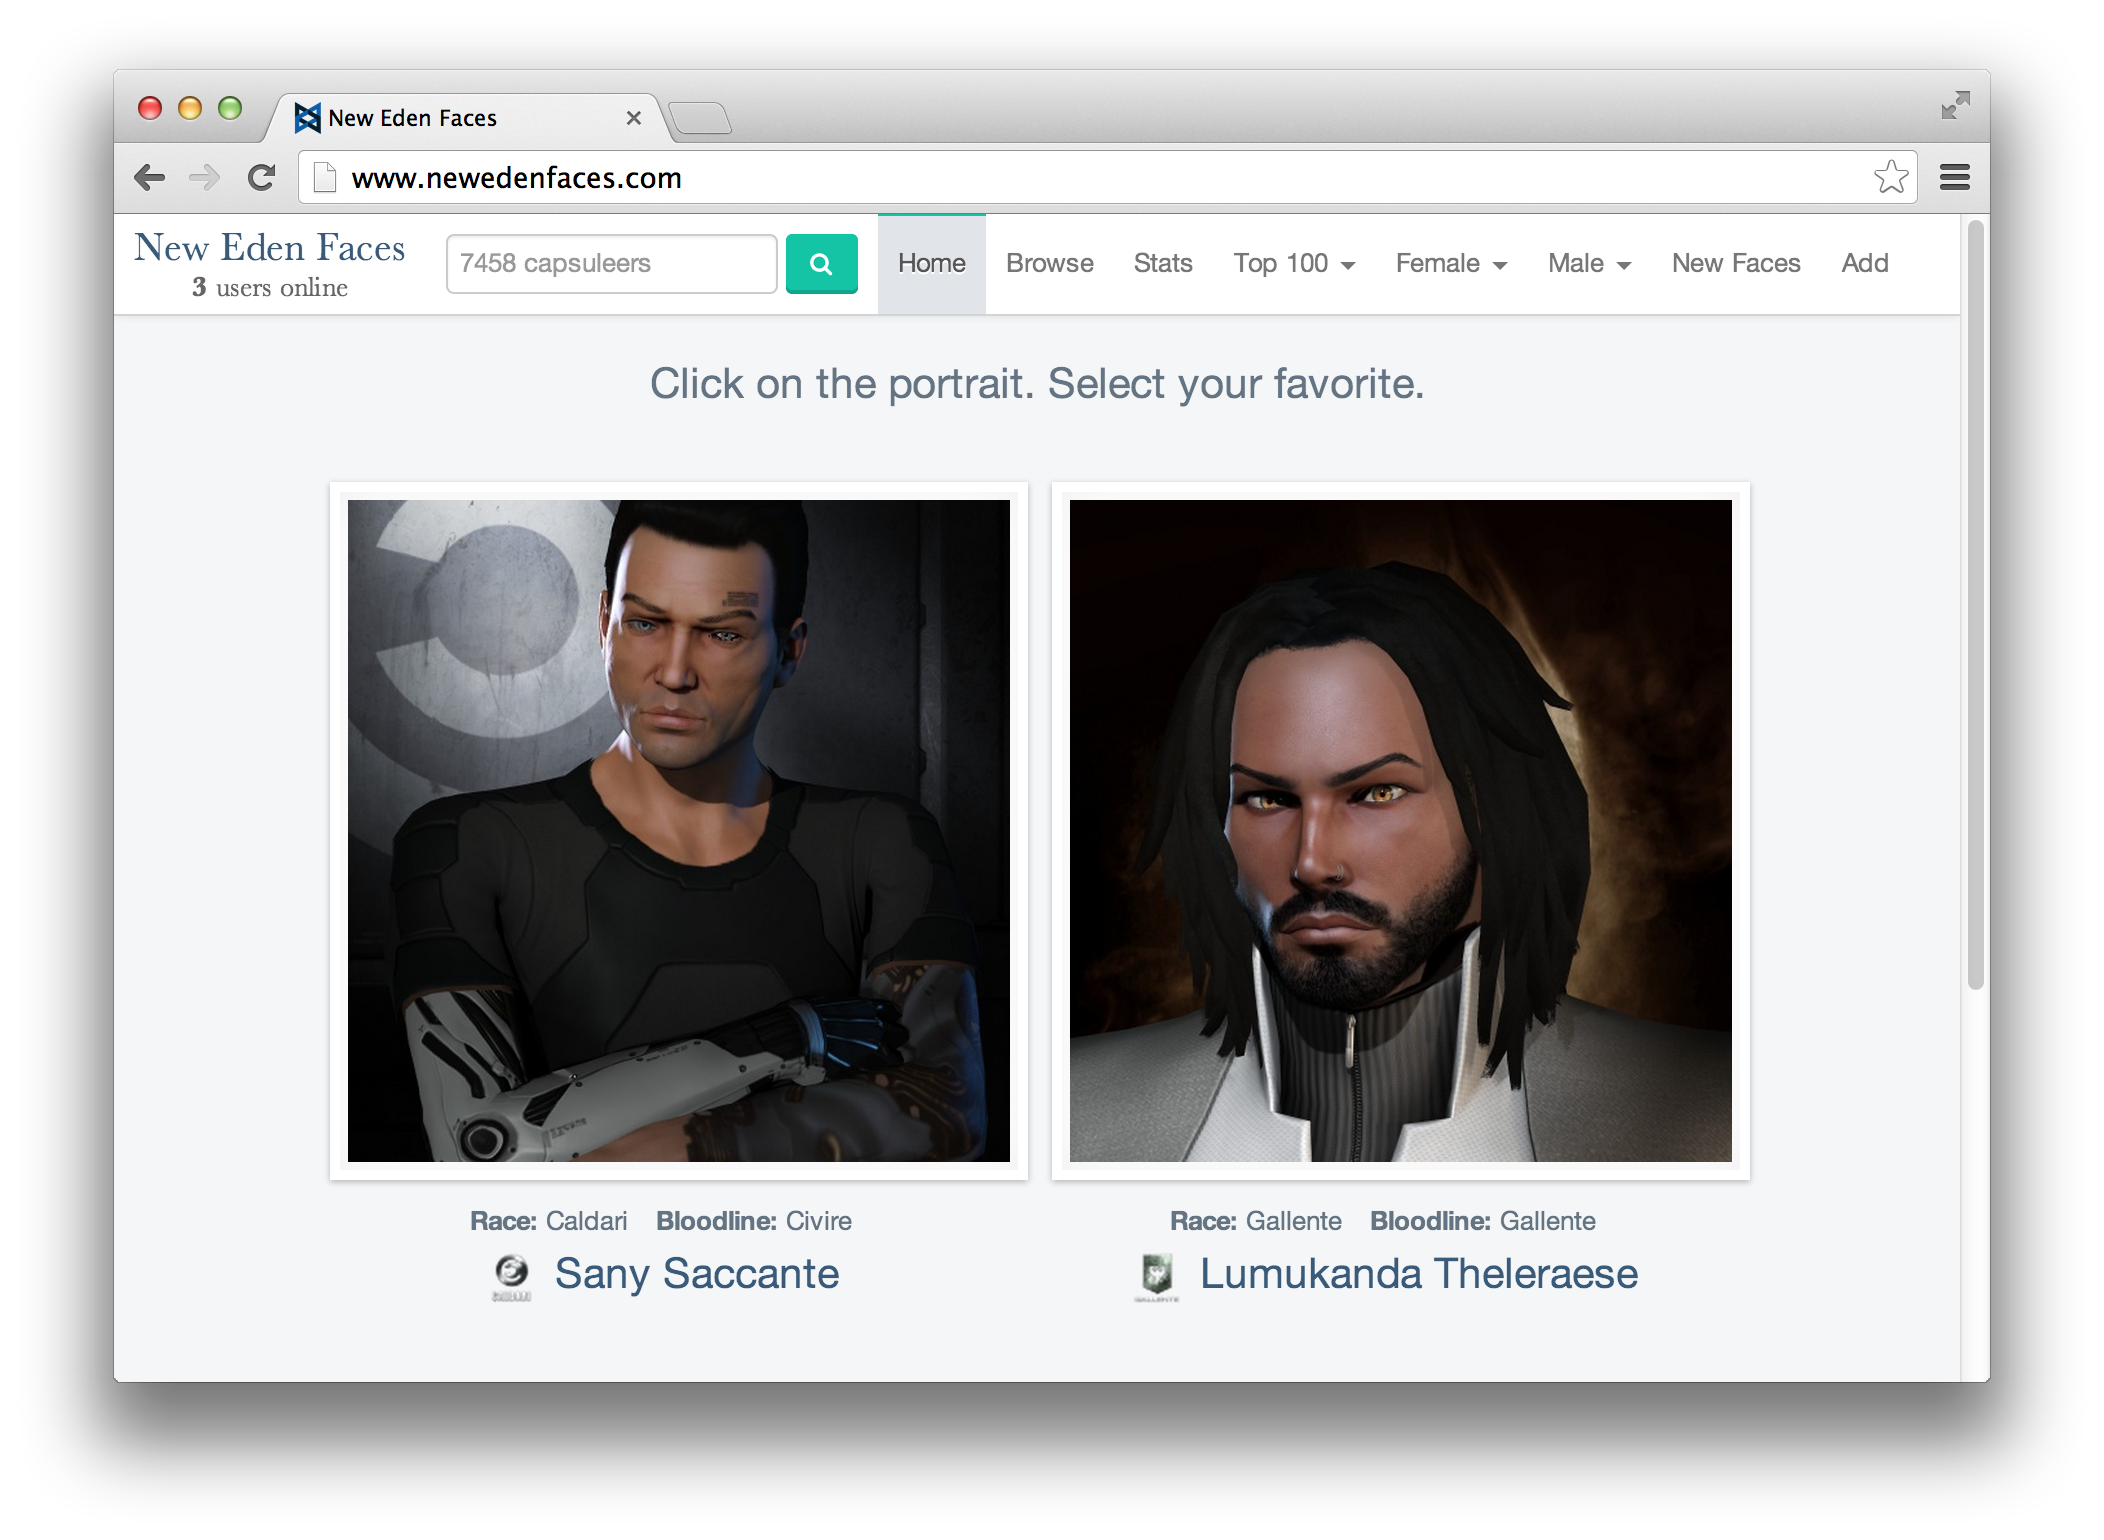 New Eden Faces
www.newedenfaces.com
New Eden Faces
3 users online
7458 capsuleers
Home Browse Stats Top 100 Female Male New Faces Add
Click on the portrait. Select your favorite.
Race: Caldari Bloodline: Civire
Sany Saccante
Race: Gallente Bloodline: Gallente
GALLENTE
Lumukanda Theleraese